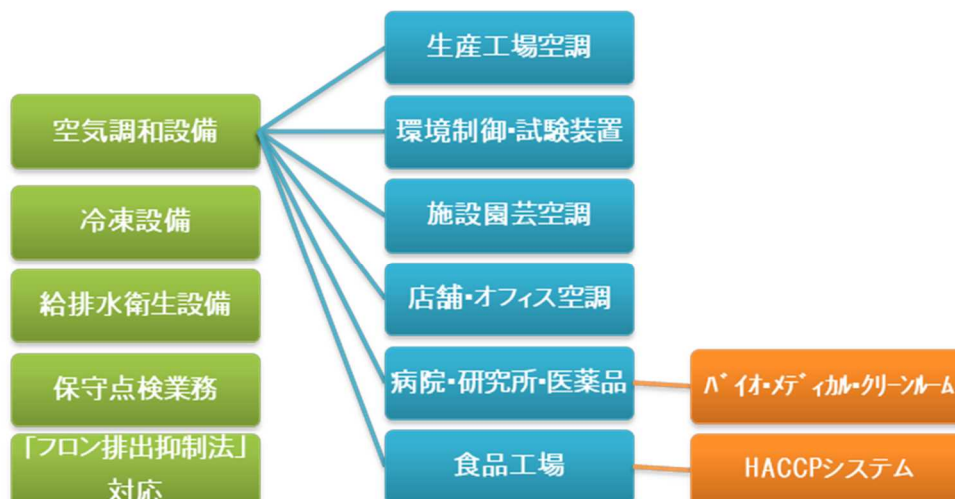 空気調和設備
冷凍設備
給排水衛生設備
保守点検業務
「フロン排出抑制法」
対応
生産工場空調
環境制御・試験装置
施設園芸空調
店舗・オフィス空調
病院・研究所・医薬品
食品工場
バイオ・メディカル・クリーンルーム
HACCPシステム